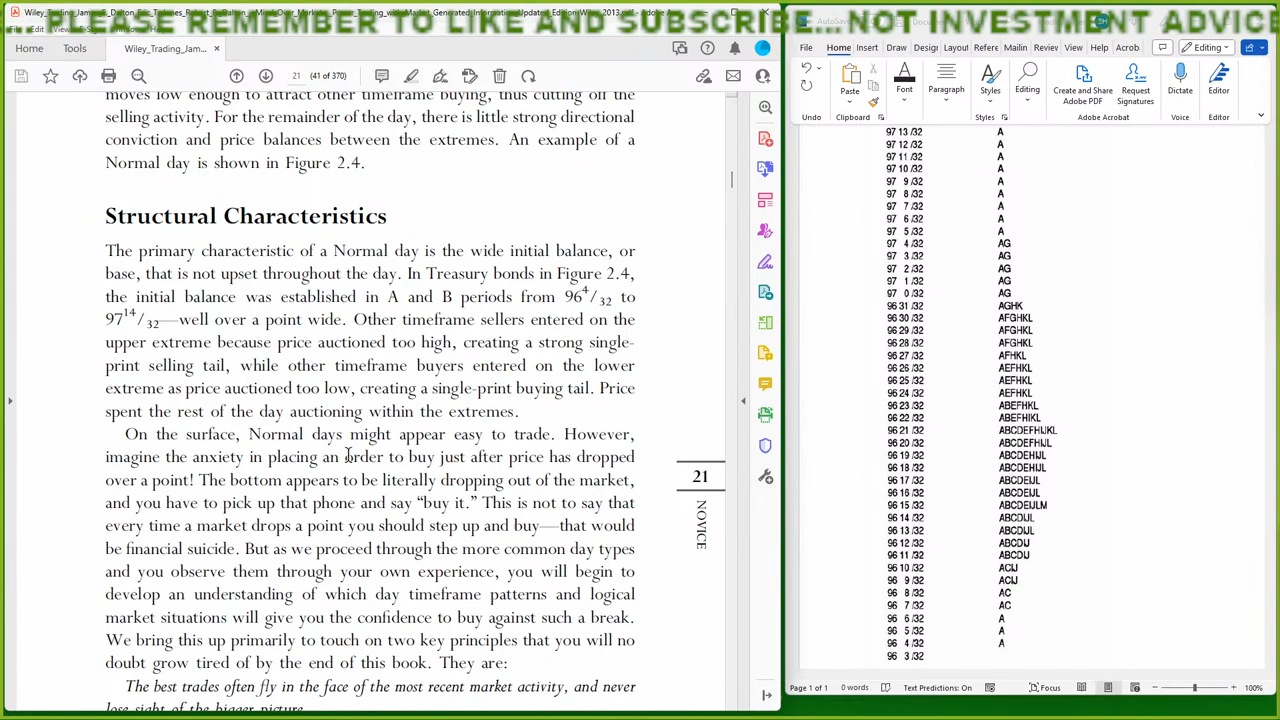 PLEASE REMEMBER TO LIKE AND SUBSCRIBE... NOT INVESTMENT ADVICE
Home
Tools
Wiley_Trading_Jam...
×
21
(41 of 370)
moves low enough to attract other timeframe buying, thus cutting off the
selling activity. For the remainder of the day, there is little strong directional
conviction and price balances between the extremes. An example of a
Normal day is shown in Figure 2.4.
Structural Characteristics
The primary characteristic of a Normal day is the wide initial balance, or
base, that is not upset throughout the day. In Treasury bonds in Figure 2.4,
the initial balance was established in A and B periods from 96 4/32 to
97 14/32—well over a point wide. Other timeframe sellers entered on the
upper extreme because price auctioned too high, creating a strong single-
print selling tail, while other timeframe buyers entered on the lower
extreme as price auctioned too low, creating a single-print buying tail. Price
spent the rest of the day auctioning within the extremes.
On the surface, Normal days might appear easy to trade. However,
imagine the anxiety in placing an order to buy just after price has dropped
over a point! The bottom appears to be literally dropping out of the market,
and you have to pick up that phone and say “buy it.” This is not to say that
every time a market drops a point you should step up and buy—that would
be financial suicide. But as we proceed through the more common day types
and you observe them through your own experience, you will begin to
develop an understanding of which day timeframe patterns and logical
market situations will give you the confidence to buy against such a break.
We bring this up primarily to touch on two key principles that you will no
doubt grow tired of by the end of this book. They are:
The best trades often fly in the face of the most recent market activity, and never
lose sight of the bigger picture
21
NOVICE
File Home Insert Draw Design Layout Refere Mailin Review View Help Acrob
Editing
Paste
Font
Paragraph
Styles
Editing
Create and Share
Adobe PDF
Request
Signatures
Dictate
Editor
Undo
Clipboard
Styles
Adobe Acrobat
Voice
Editor
97 13 /32 A
97 12 /32 A
97 11 /32 A
97 10 /32 A
97 9 /32 A
97 8 /32 A
97 7 /32 A
97 6 /32 A
97 5 /32 A
97 4 /32 AG
97 3 /32 AG
97 2 /32 AG
97 1 /32 AG
97 0 /32 AG
96 31 /32 AGHK
96 30 /32 AFGHKL
96 29 /32 AFGHKL
96 28 /32 AFGHKL
96 27 /32 AFHKL
96 26 /32 AEFHKL
96 25 /32 AEFHKL
96 24 /32 AEFHKL
96 23 /32 ABEFHKL
96 22 /32 ABEFHIKL
96 21 /32 ABCDEFHIJKL
96 20 /32 ABCDEFHIJL
96 19 /32 ABCDEHIJL
96 18 /32 ABCDEHIJL
96 17 /32 ABCDEIJL
96 16 /32 ABCDEIJL
96 15 /32 ABCDEIJLM
96 14 /32 ABCDIJL
96 13 /32 ABCDIJL
96 12 /32 ABCDIJ
96 11 /32 ABCDIJ
96 10 /32 ACIJ
96 9 /32 ACIJ
96 8 /32 AC
96 7 /32 AC
96 6 /32 A
96 5 /32 A
96 4 /32 A
96 3 /32
Page 1 of 1
0 words
Text Predictions: On
Focus
100%